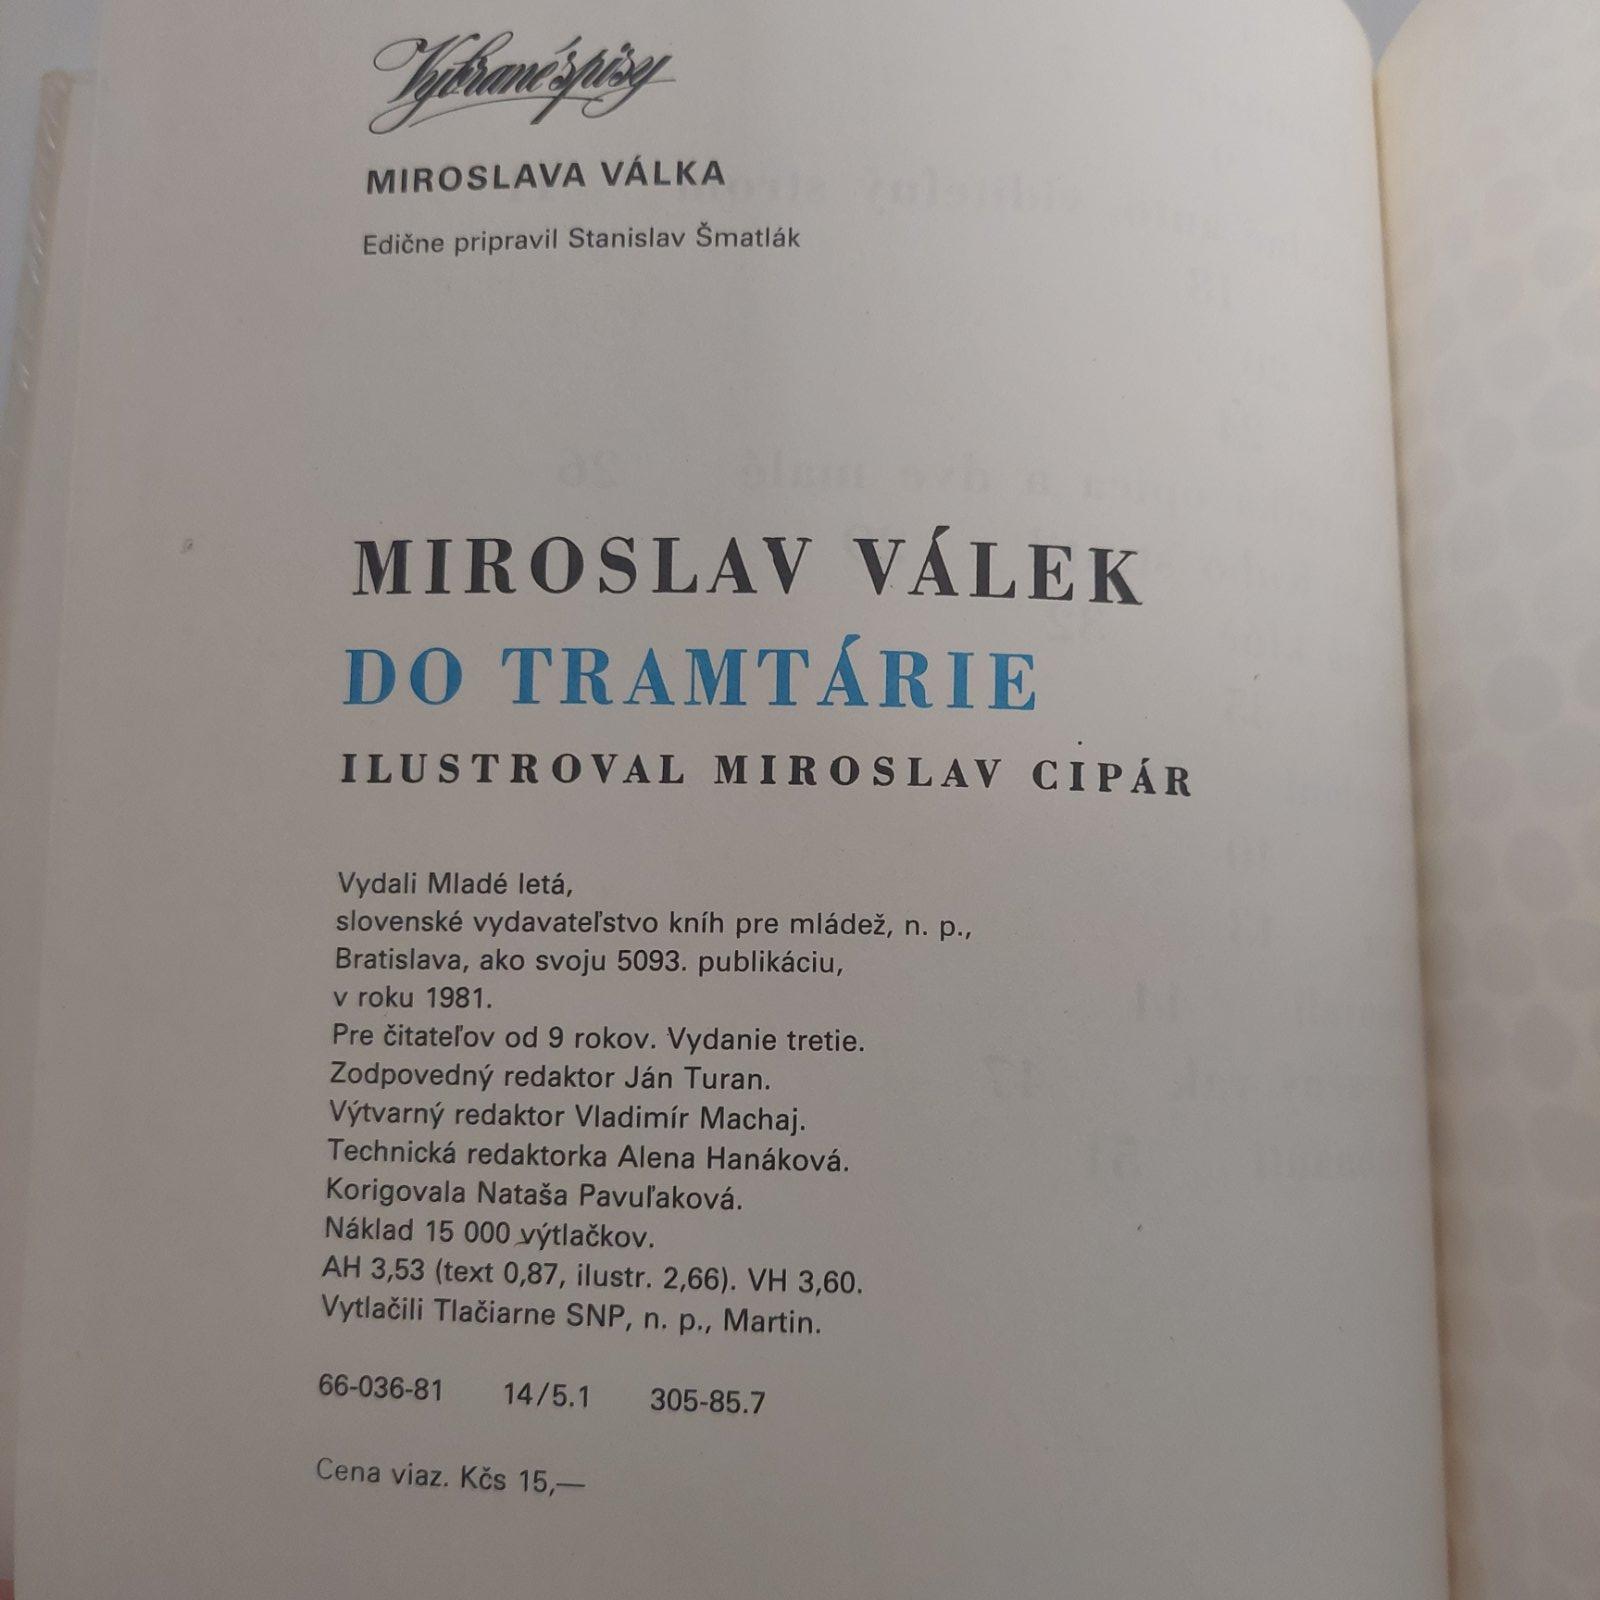 Vybrané spisy
MIROSLAVA VÁLKA
Edične pripravil Stanislav Šmatlák
MIROSLAV VÁLEK
DO TRAMTÁRIE
ILUSTROVAL MIROSLAV CIPÁR
Vydali Mladé letá,
slovenské vydavateľstvo kníh pre mládež, n. p.,
Bratislava, ako svoju 5093. publikáciu,
v roku 1981.
Pre čitateľov od 9 rokov. Vydanie tretie.
Zodpovedný redaktor Ján Turan.
Výtvarný redaktor Vladimír Machaj.
Technická redaktorka Alena Hanáková.
Korigovala Nataša Pavuľaková.
Náklad 15 000 výtlačkov.
AH 3,53 (text 0,87, ilustr. 2,66). VH 3,60.
Vytlačili Tlačiarne SNP, n. p., Martin.
66-036-81 14/5.1 305-85.7
Cena viaz. Kčs 15,—